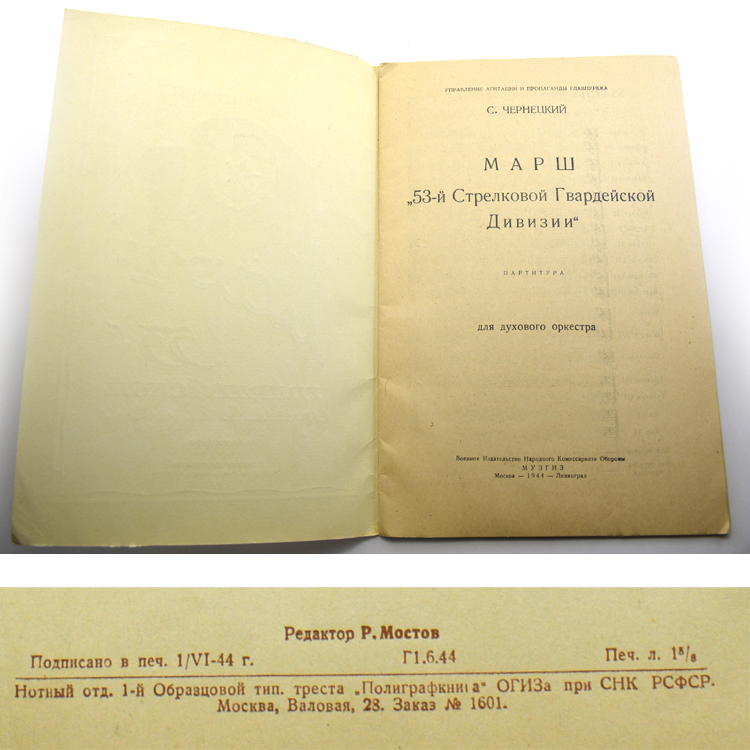 УПРАВЛЕНИЕ АГИТАЦИИ И ПРОПАГАНДЫ ГЛАВПУРККА
С. ЧЕРНЕЦКИЙ
МАРШ
„53-й Стрелковой Гвардейской
Дивизии“
ПАРТИТУРА
для духового оркестра
Военное Издательство Народного Комиссариата Обороны
МУЗГИЗ
Москва — 1944 — Ленинград
Редактор Р. Мостов
Подписано в печ. 1/VI-44 г. Г1.6.44 Печ. л. 1⁵/₈
Нотный отд. 1-й Образцовой тип. треста „Полиграфкнига“ ОГИЗа при СНК РСФСР.
Москва, Валовая, 28. Заказ № 1601.